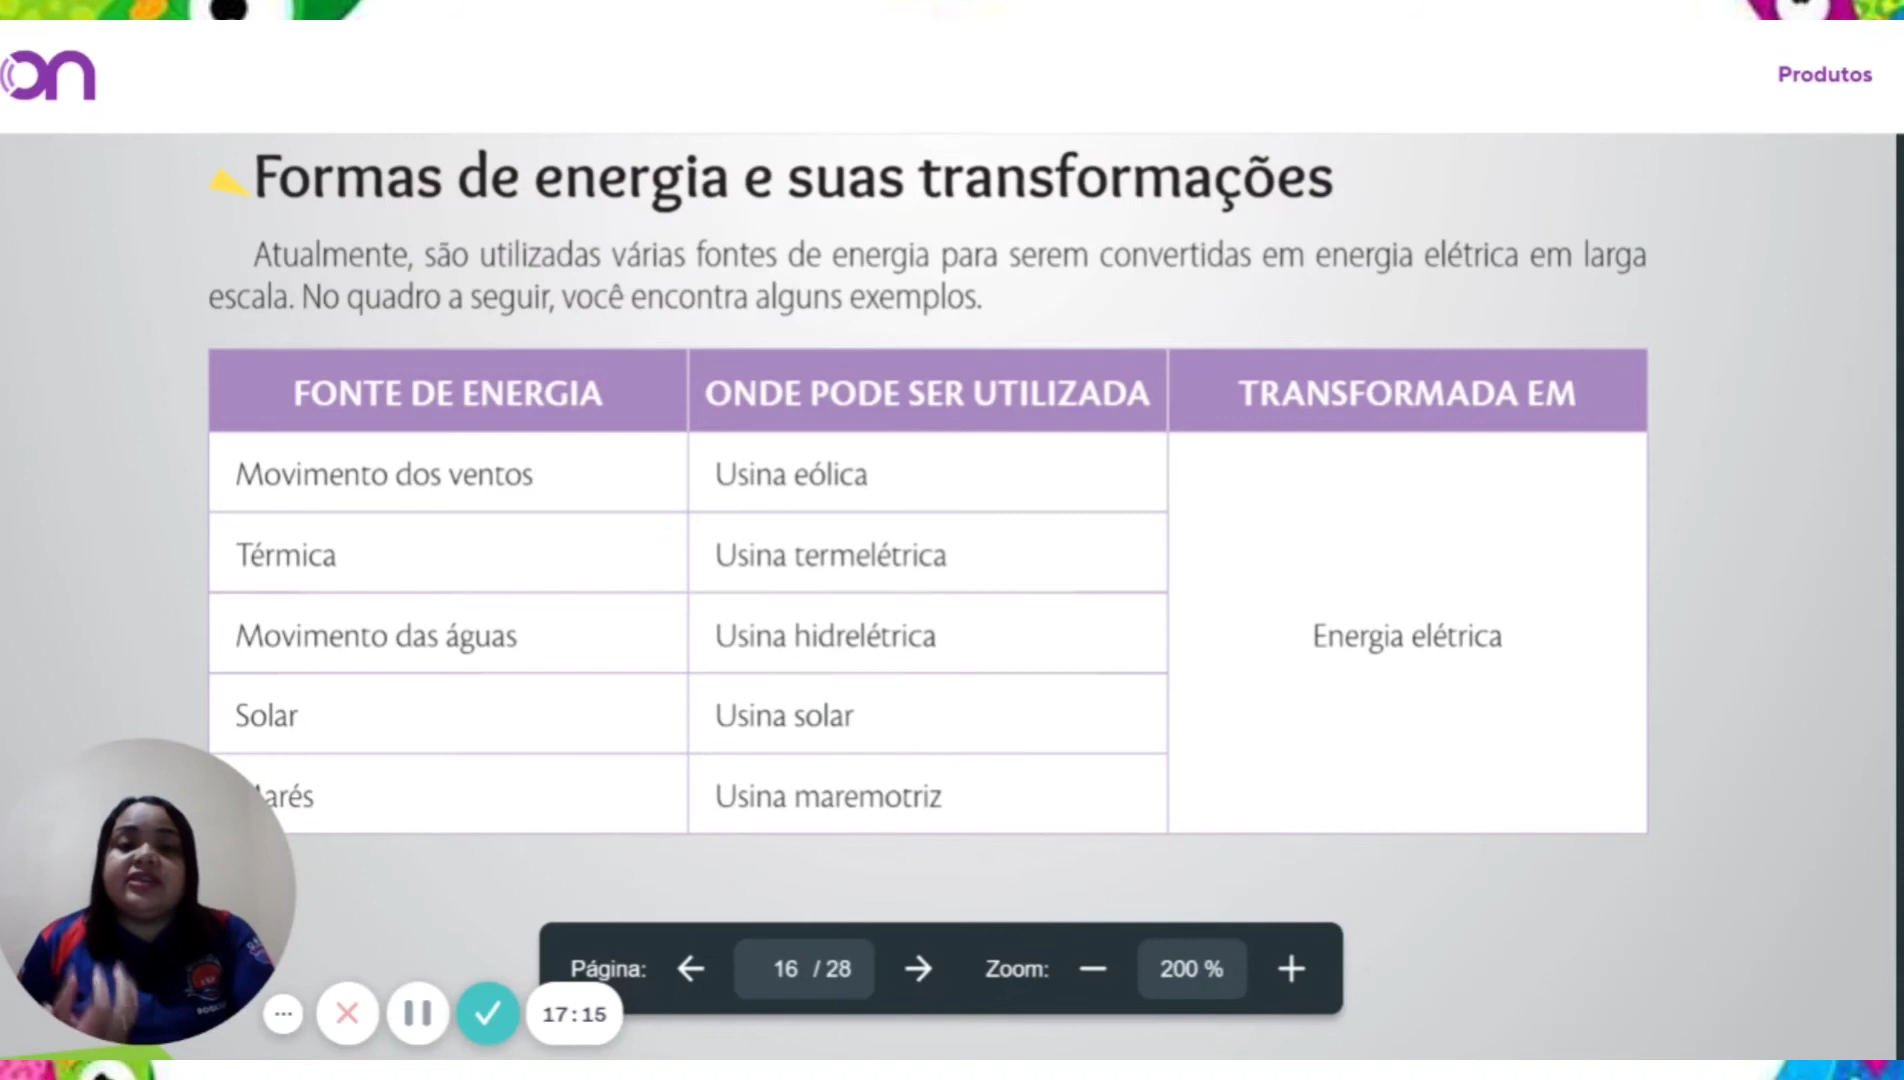 on
Produtos
Formas de energia e suas transformações
Atualmente, são utilizadas várias fontes de energia para serem convertidas em energia elétrica em larga
escala. No quadro a seguir, você encontra alguns exemplos.
FONTE DE ENERGIA ONDE PODE SER UTILIZADA TRANSFORMADA EM
Movimento dos ventos Usina eólica
Térmica Usina termelétrica
Movimento das águas Usina hidrelétrica Energia elétrica
Solar Usina solar
arés Usina maremotriz
Página: 16 / 28 Zoom: 200 %
17:15